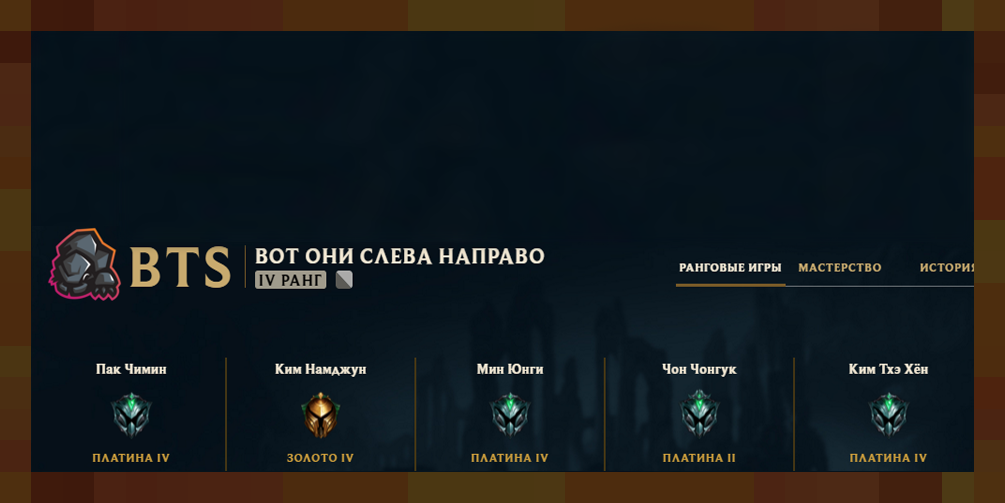 BTS
ВОТ ОНИ СЛЕВА НАПРАВО
IV РАНГ
РАНГОВЫЕ ИГРЫ МАСТЕРСТВО ИСТОРИЯ
Пак Чимин Ким Намджун Мин Юнги Чон Чонгук Ким Тхэ Хён
ПЛАТИНА IV ЗОЛОТО IV ПЛАТИНА IV ПЛАТИНА II ПЛАТИНА IV